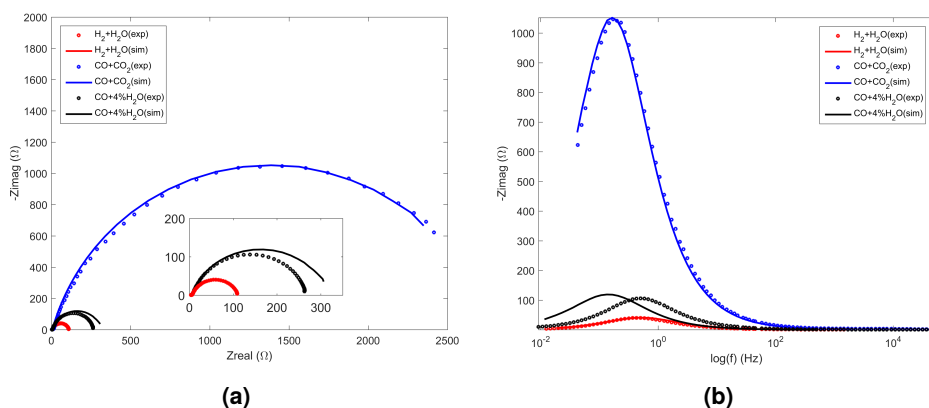 2000
1800
1600
1400
1200
1000
800
600
400
200
0
-Zimag (Ω)
H2+H2O(exp)
H2+H2O(sim)
CO+CO2(exp)
CO+CO2(sim)
CO+4%H2O(exp)
CO+4%H2O(sim)
200
100
0
0 100 200 300
0 500 1000 1500 2000 2500
Zreal (Ω)
(a)
1000
900
800
700
600
500
400
300
200
100
-Zimag (Ω)
H2+H2O(exp)
H2+H2O(sim)
CO+CO2(exp)
CO+CO2(sim)
CO+4%H2O(exp)
CO+4%H2O(sim)
10-2 100 102 104
log(f) (Hz)
(b)